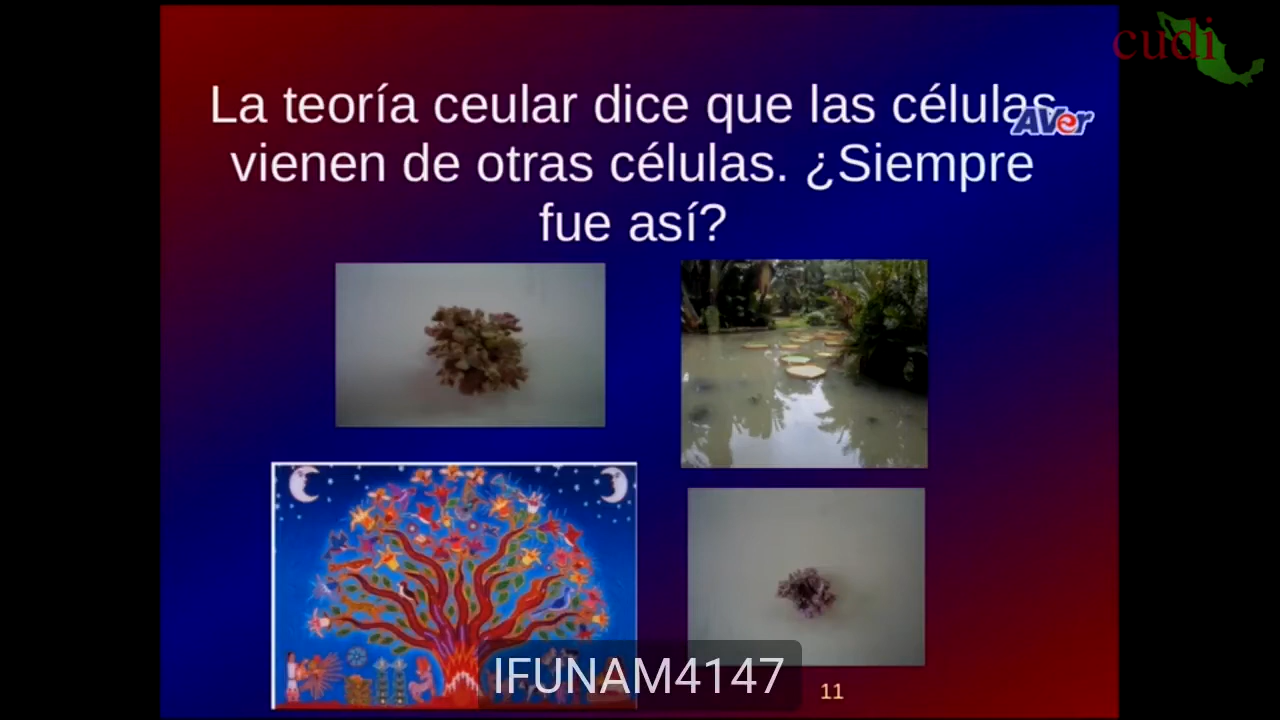 cudi
La teoría ceular dice que las células
AVer
vienen de otras células. ¿Siempre
fue así?
IFUNAM4147
11